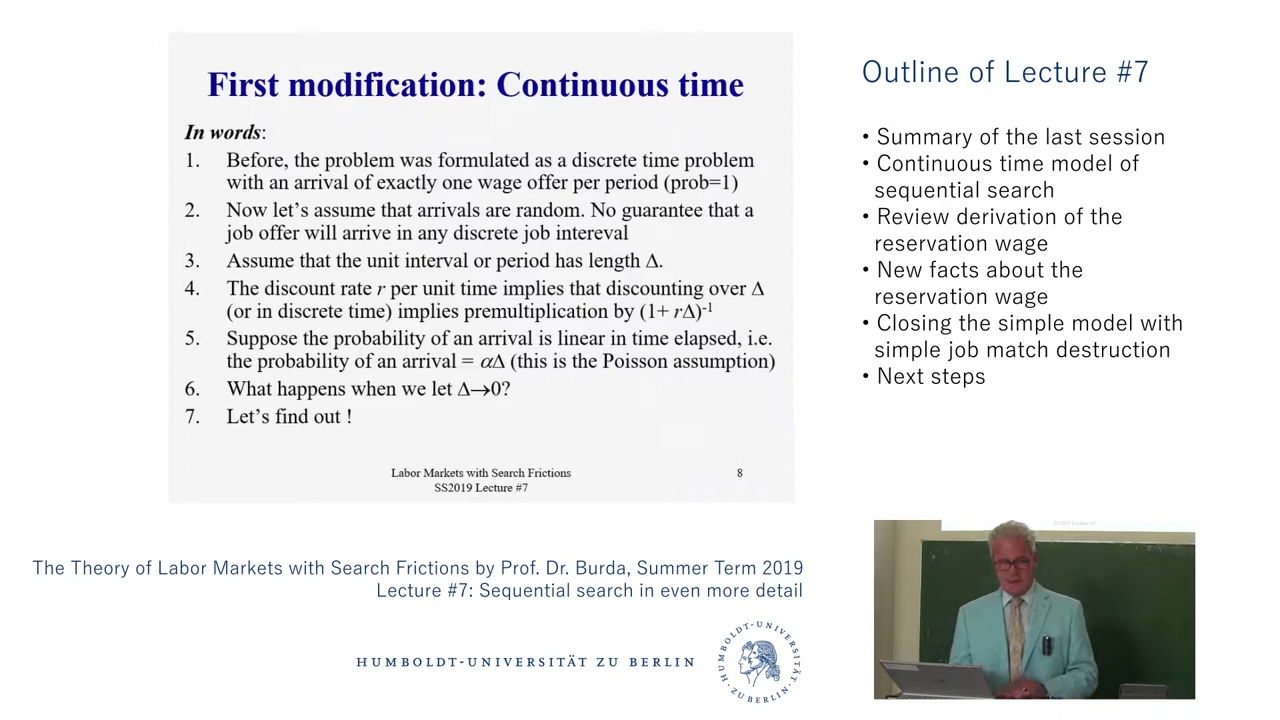 First modification: Continuous time
In words:
1. Before, the problem was formulated as a discrete time problem
with an arrival of exactly one wage offer per period (prob=1)
2. Now let's assume that arrivals are random. No guarantee that a
job offer will arrive in any discrete job intereval
3. Assume that the unit interval or period has length Δ.
4. The discount rate r per unit time implies that discounting over Δ
(or in discrete time) implies premultiplication by (1+ rΔ)⁻¹
5. Suppose the probability of an arrival is linear in time elapsed, i.e.
the probability of an arrival = αΔ (this is the Poisson assumption)
6. What happens when we let Δ→0?
7. Let's find out !
Labor Markets with Search Frictions
SS2019 Lecture #7
8
Outline of Lecture #7
• Summary of the last session
• Continuous time model of
sequential search
• Review derivation of the
reservation wage
• New facts about the
reservation wage
• Closing the simple model with
simple job match destruction
• Next steps
The Theory of Labor Markets with Search Frictions by Prof. Dr. Burda, Summer Term 2019
Lecture #7: Sequential search in even more detail
HUMBOLDT-UNIVERSITÄT ZU BERLIN
HUMBOLDT-UNIVERSITÄT
ZU BERLIN